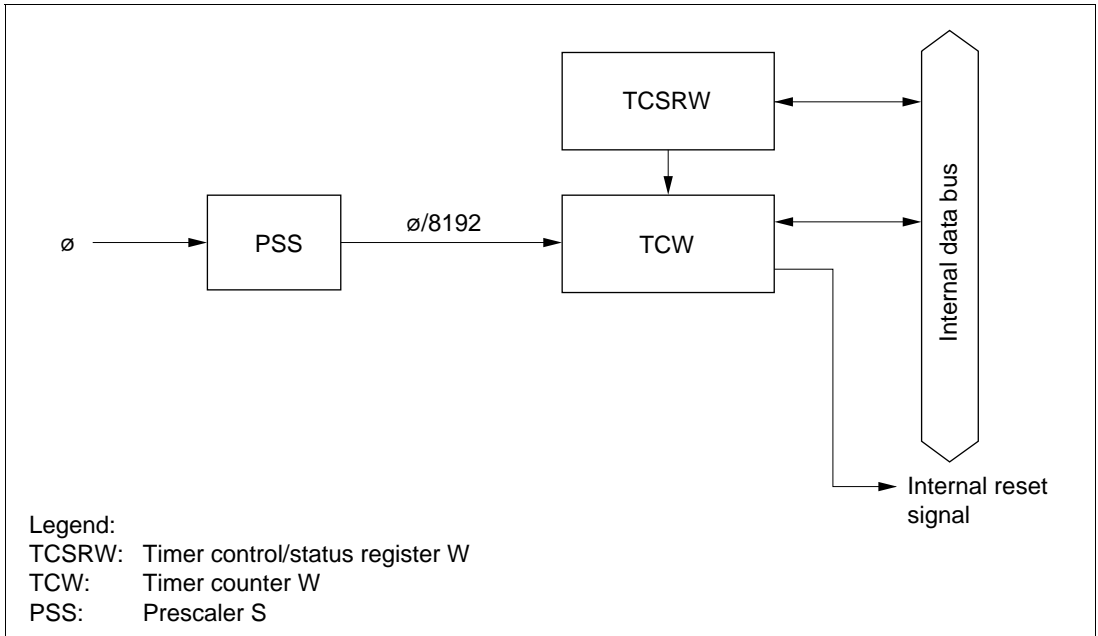 TCSRW
ø
PSS
ø/8192
TCW
Internal data bus
Internal reset
signal
Legend:
TCSRW: Timer control/status register W
TCW: Timer counter W
PSS: Prescaler S